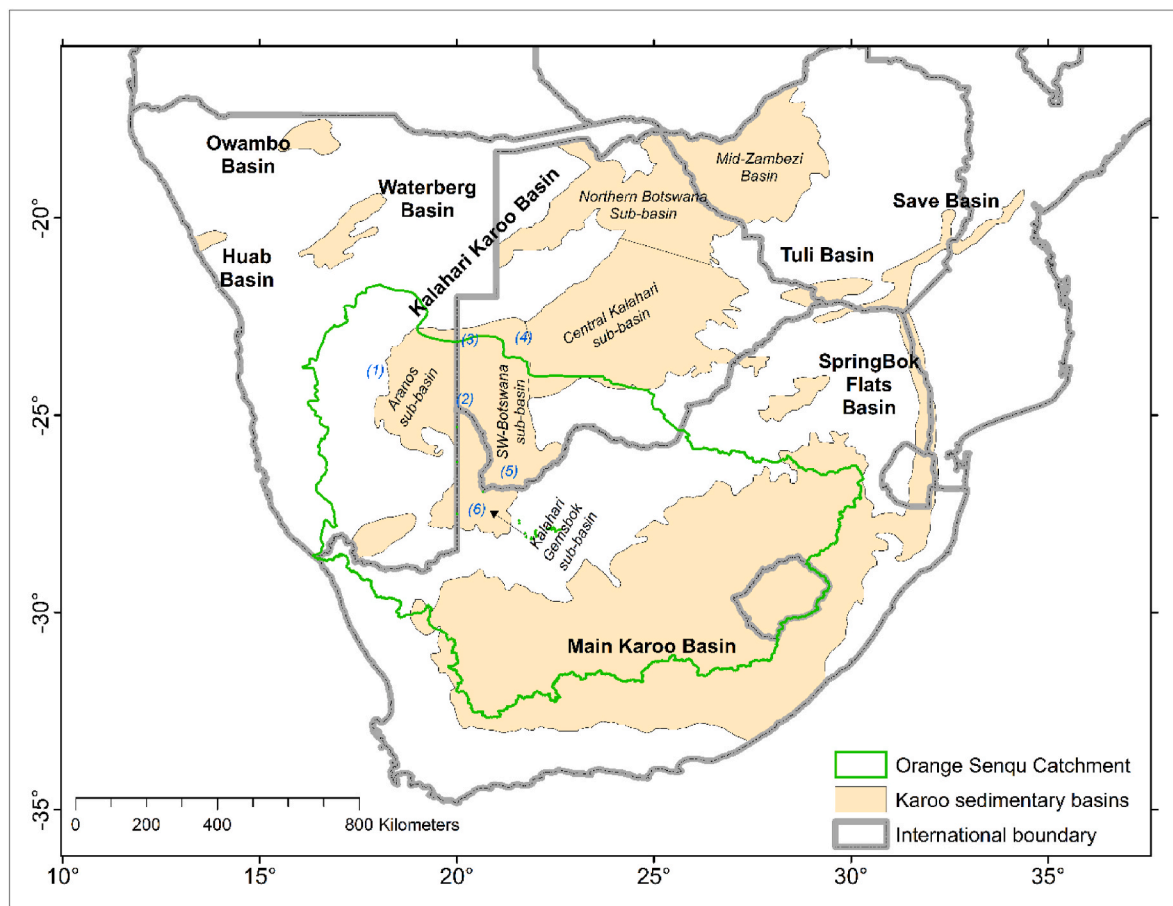 Owambo
Basin
Waterberg
Basin
Huab
Basin
Kalahari Karoo Basin
Northern Botswana
Sub-basin
Mid-Zambezi
Basin
Save Basin
Tuli Basin
Central Kalahari
sub-basin
SpringBok
Flats
Basin
(1)
Aranos
sub-basin
(2)
(3)
(4)
SW-Botswana
sub-basin
(5)
(6)
Kalahari
Gemsbok
sub-basin
Main Karoo Basin
Orange Senqu Catchment
Karoo sedimentary basins
International boundary
0 200 400 800 Kilometers
-20°
-25°
-30°
-35°
10° 15° 20° 25° 30° 35°